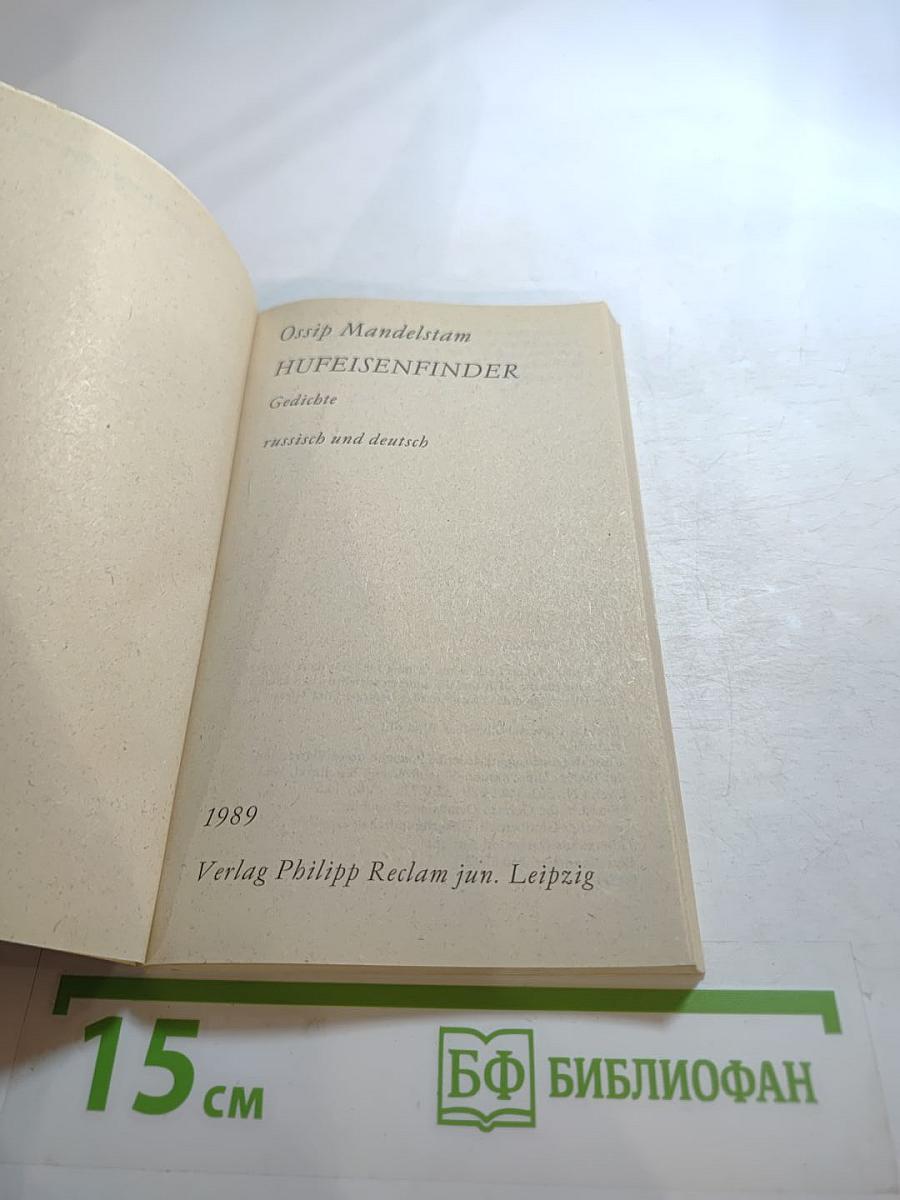 Ossip Mandelstam
HUFEISENFINDER
Gedichte
russisch und deutsch
1989
Verlag Philipp Reclam jun. Leipzig
15 см
БФ БИБЛИОФАН